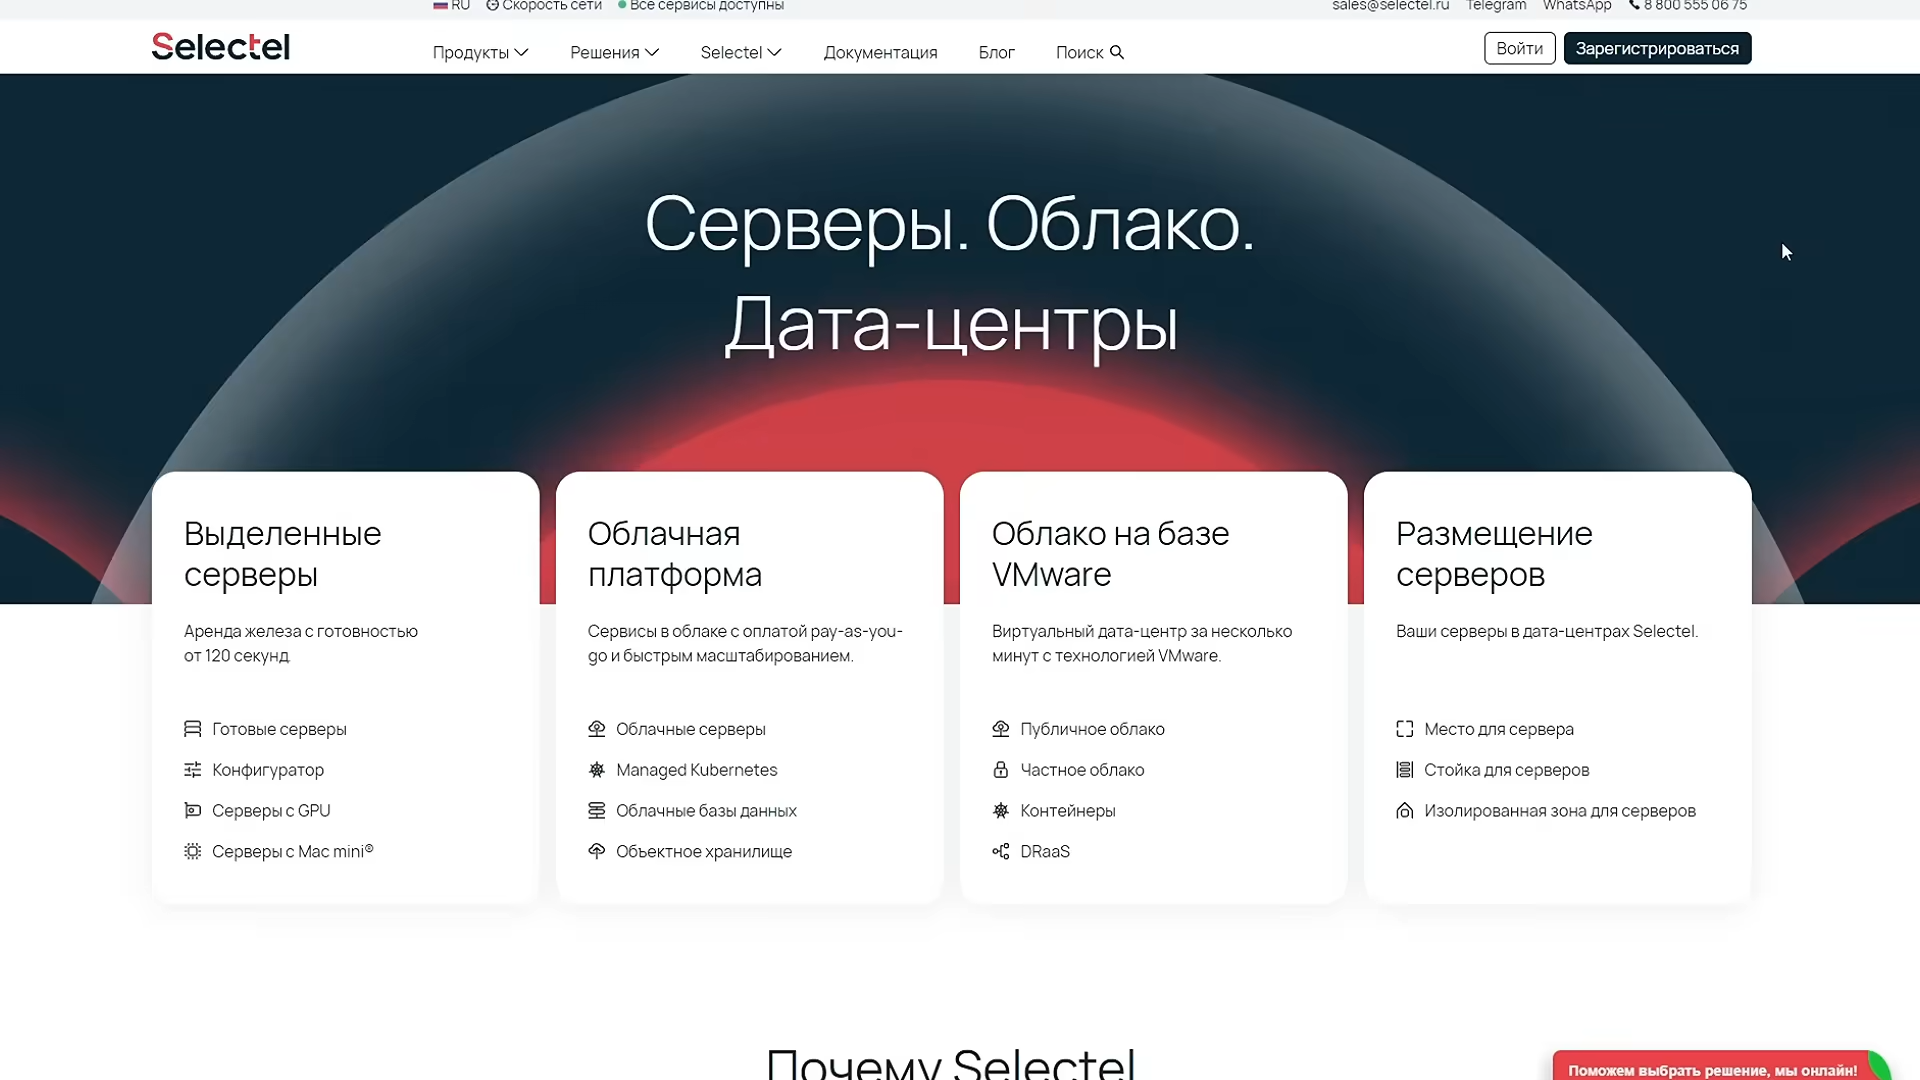 RU Скорость сети Все сервисы доступны sales@selectel.ru Telegram WhatsApp 8 800 555 06 75
Selectel Продукты Решения Selectel Документация Блог Поиск Войти Зарегистрироваться
Серверы. Облако.
Дата-центры
Выделенные
серверы
Аренда железа с готовностью
от 120 секунд.
Готовые серверы
Конфигуратор
Серверы с GPU
Серверы с Mac mini®
Облачная
платформа
Сервисы в облаке с оплатой pay-as-you-
go и быстрым масштабированием.
Облачные серверы
Managed Kubernetes
Облачные базы данных
Объектное хранилище
Облако на базе
VMware
Виртуальный дата-центр за несколько
минут с технологией VMware.
Публичное облако
Частное облако
Контейнеры
DRaaS
Размещение
серверов
Ваши серверы в дата-центрах Selectel.
Место для сервера
Стойка для серверов
Изолированная зона для серверов
Почему Selectel
Поможем выбрать решение, мы онлайн!